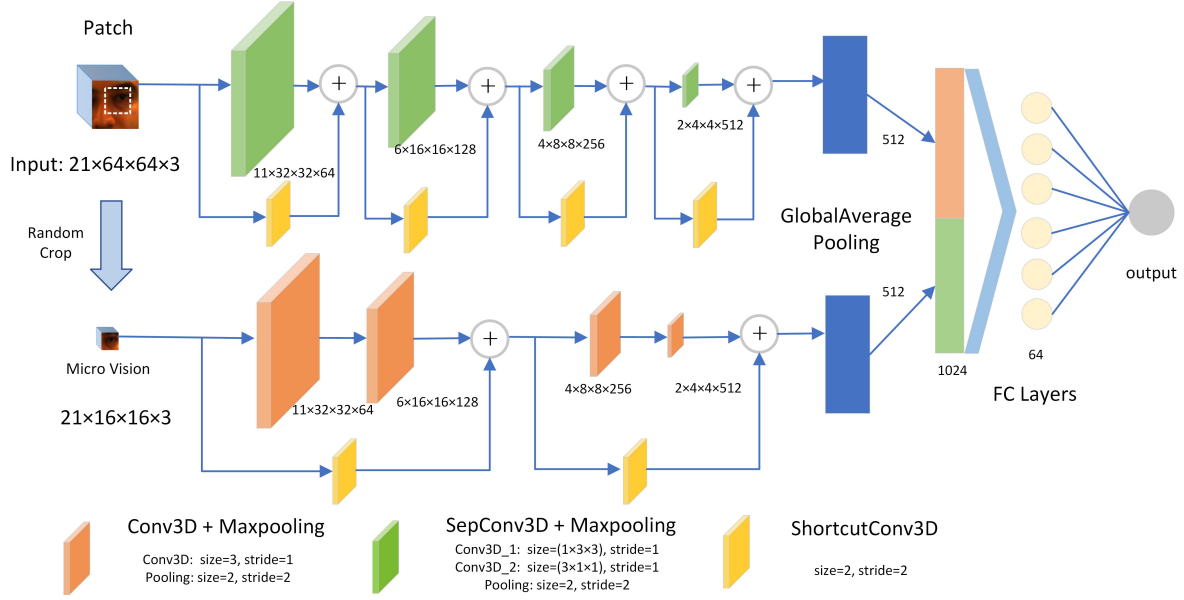 Patch
Input: 21×64×64×3
11×32×32×64
6×16×16×128
4×8×8×256
2×4×4×512
+
+
+
+
Random
Crop
GlobalAverage
Pooling
512
512
1024
64
FC Layers
output
Micro Vision
21×16×16×3
11×32×32×64
6×16×16×128
+
4×8×8×256
2×4×4×512
+
Conv3D + Maxpooling
Conv3D: size=3, stride=1
Pooling: size=2, stride=2
SepConv3D + Maxpooling
Conv3D_1: size=(1×3×3), stride=1
Conv3D_2: size=(3×1×1), stride=1
Pooling: size=2, stride=2
ShortcutConv3D
size=2, stride=2